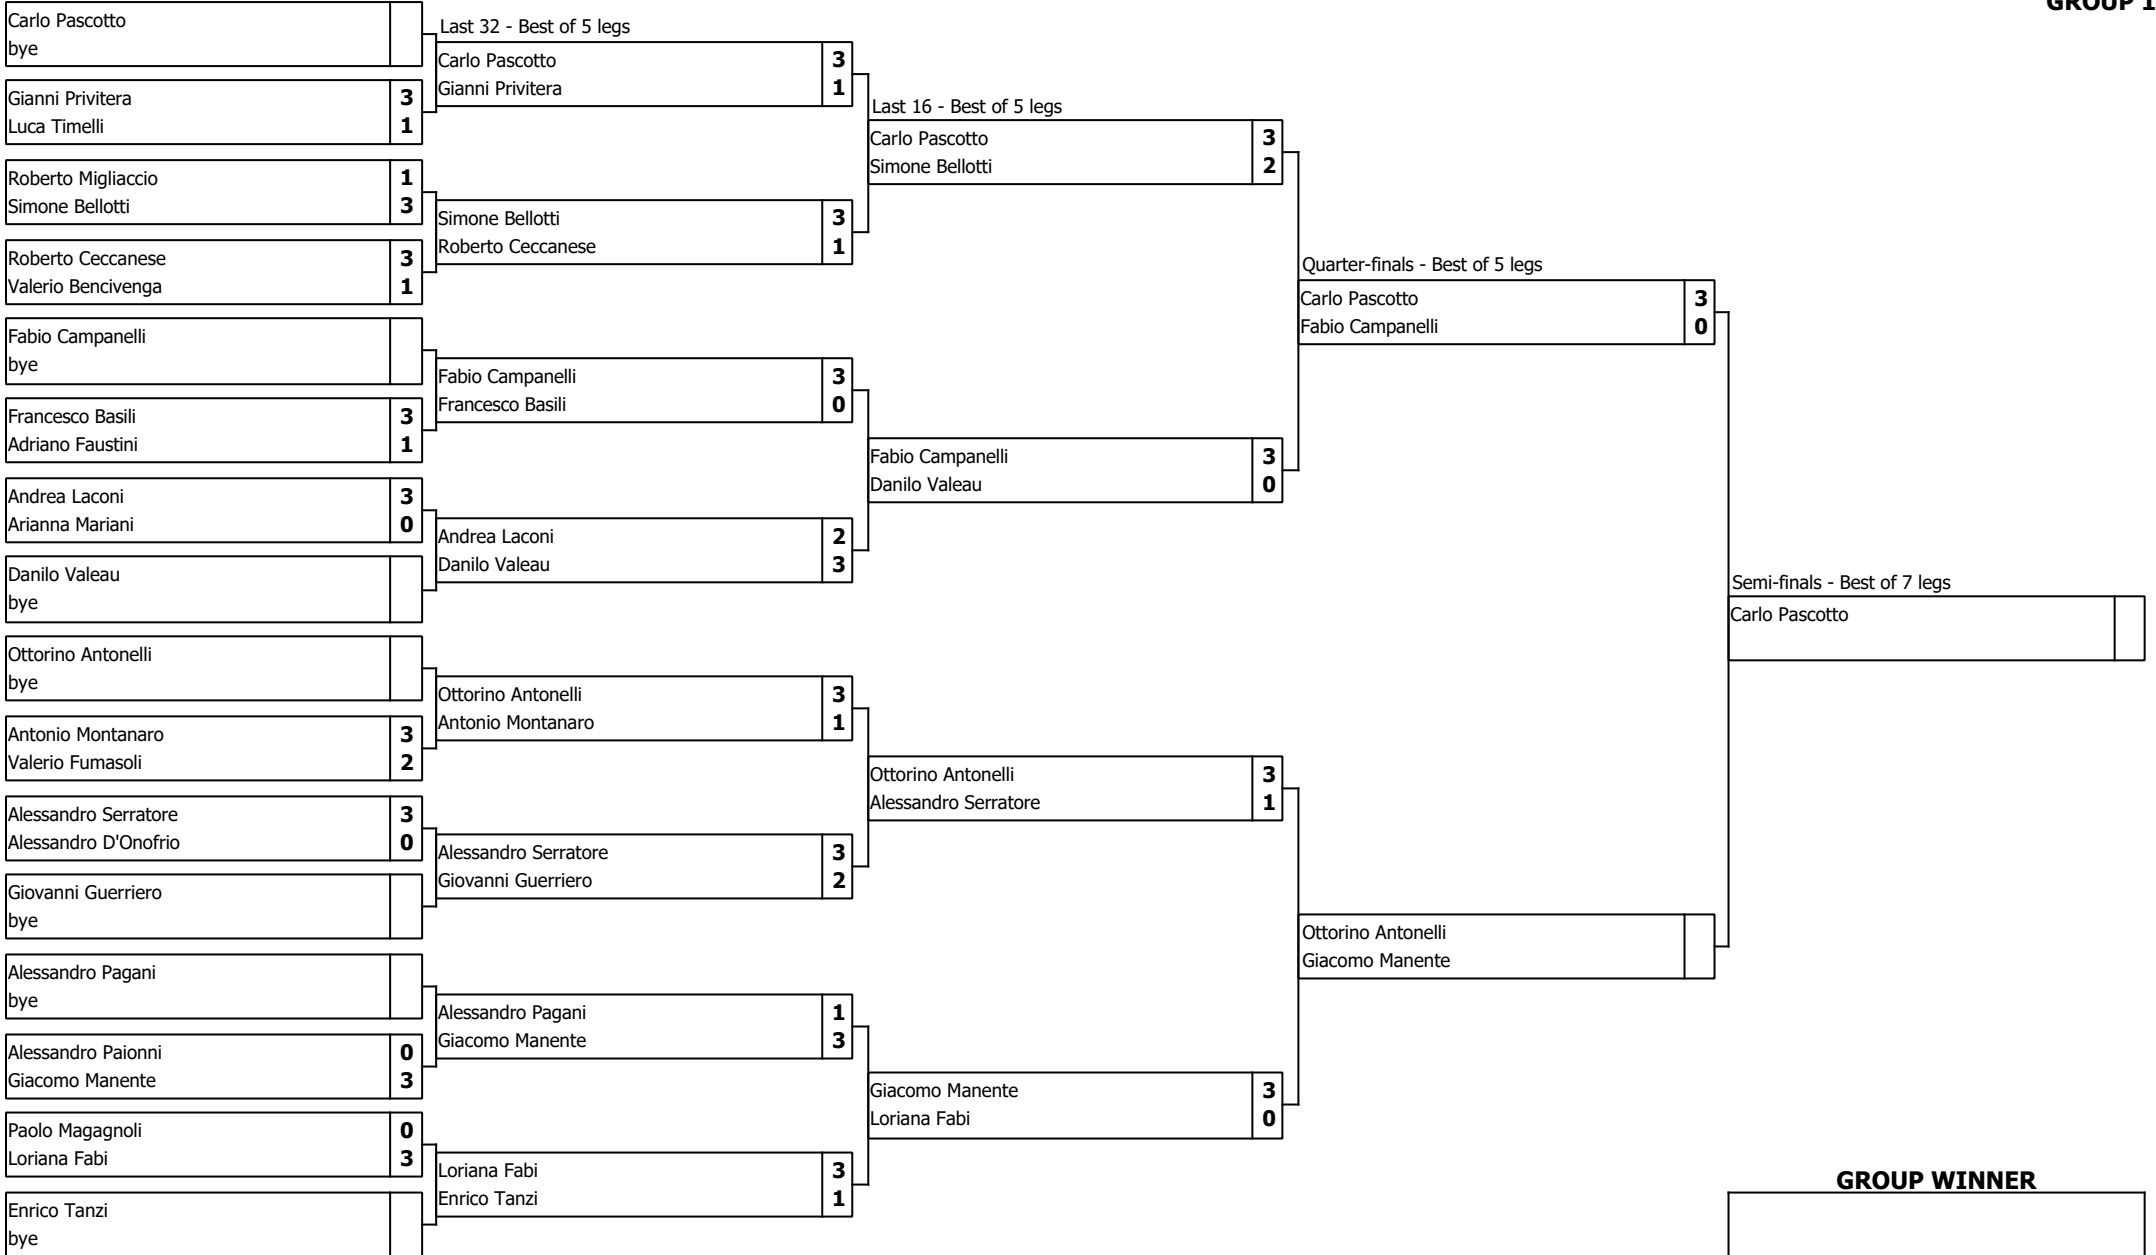 GROUP 1
Carlo Pascotto
bye
Gianni Privitera 3
Luca Timelli 1
Roberto Migliaccio 1
Simone Bellotti 3
Roberto Ceccanese 3
Valerio Bencivenga 1
Fabio Campanelli
bye
Francesco Basili 3
Adriano Faustini 1
Andrea Laconi 3
Arianna Mariani 0
Danilo Valeau
bye
Ottorino Antonelli
bye
Antonio Montanaro 3
Valerio Fumasoli 2
Alessandro Serratore 3
Alessandro D'Onofrio 0
Giovanni Guerriero
bye
Alessandro Pagani
bye
Alessandro Paionni 0
Giacomo Manente 3
Paolo Magagnoli 0
Loriana Fabi 3
Enrico Tanzi
bye
Last 32 - Best of 5 legs
Carlo Pascotto 3
Gianni Privitera 1
Simone Bellotti 3
Roberto Ceccanese 1
Fabio Campanelli 3
Francesco Basili 0
Andrea Laconi 2
Danilo Valeau 3
Ottorino Antonelli 3
Antonio Montanaro 1
Alessandro Serratore 3
Giovanni Guerriero 2
Alessandro Pagani 1
Giacomo Manente 3
Loriana Fabi 3
Enrico Tanzi 1
Last 16 - Best of 5 legs
Carlo Pascotto 3
Simone Bellotti 2
Fabio Campanelli 3
Danilo Valeau 0
Ottorino Antonelli 3
Alessandro Serratore 1
Giacomo Manente 3
Loriana Fabi 0
Quarter-finals - Best of 5 legs
Carlo Pascotto 3
Fabio Campanelli 0
Ottorino Antonelli
Giacomo Manente
Semi-finals - Best of 7 legs
Carlo Pascotto
GROUP WINNER